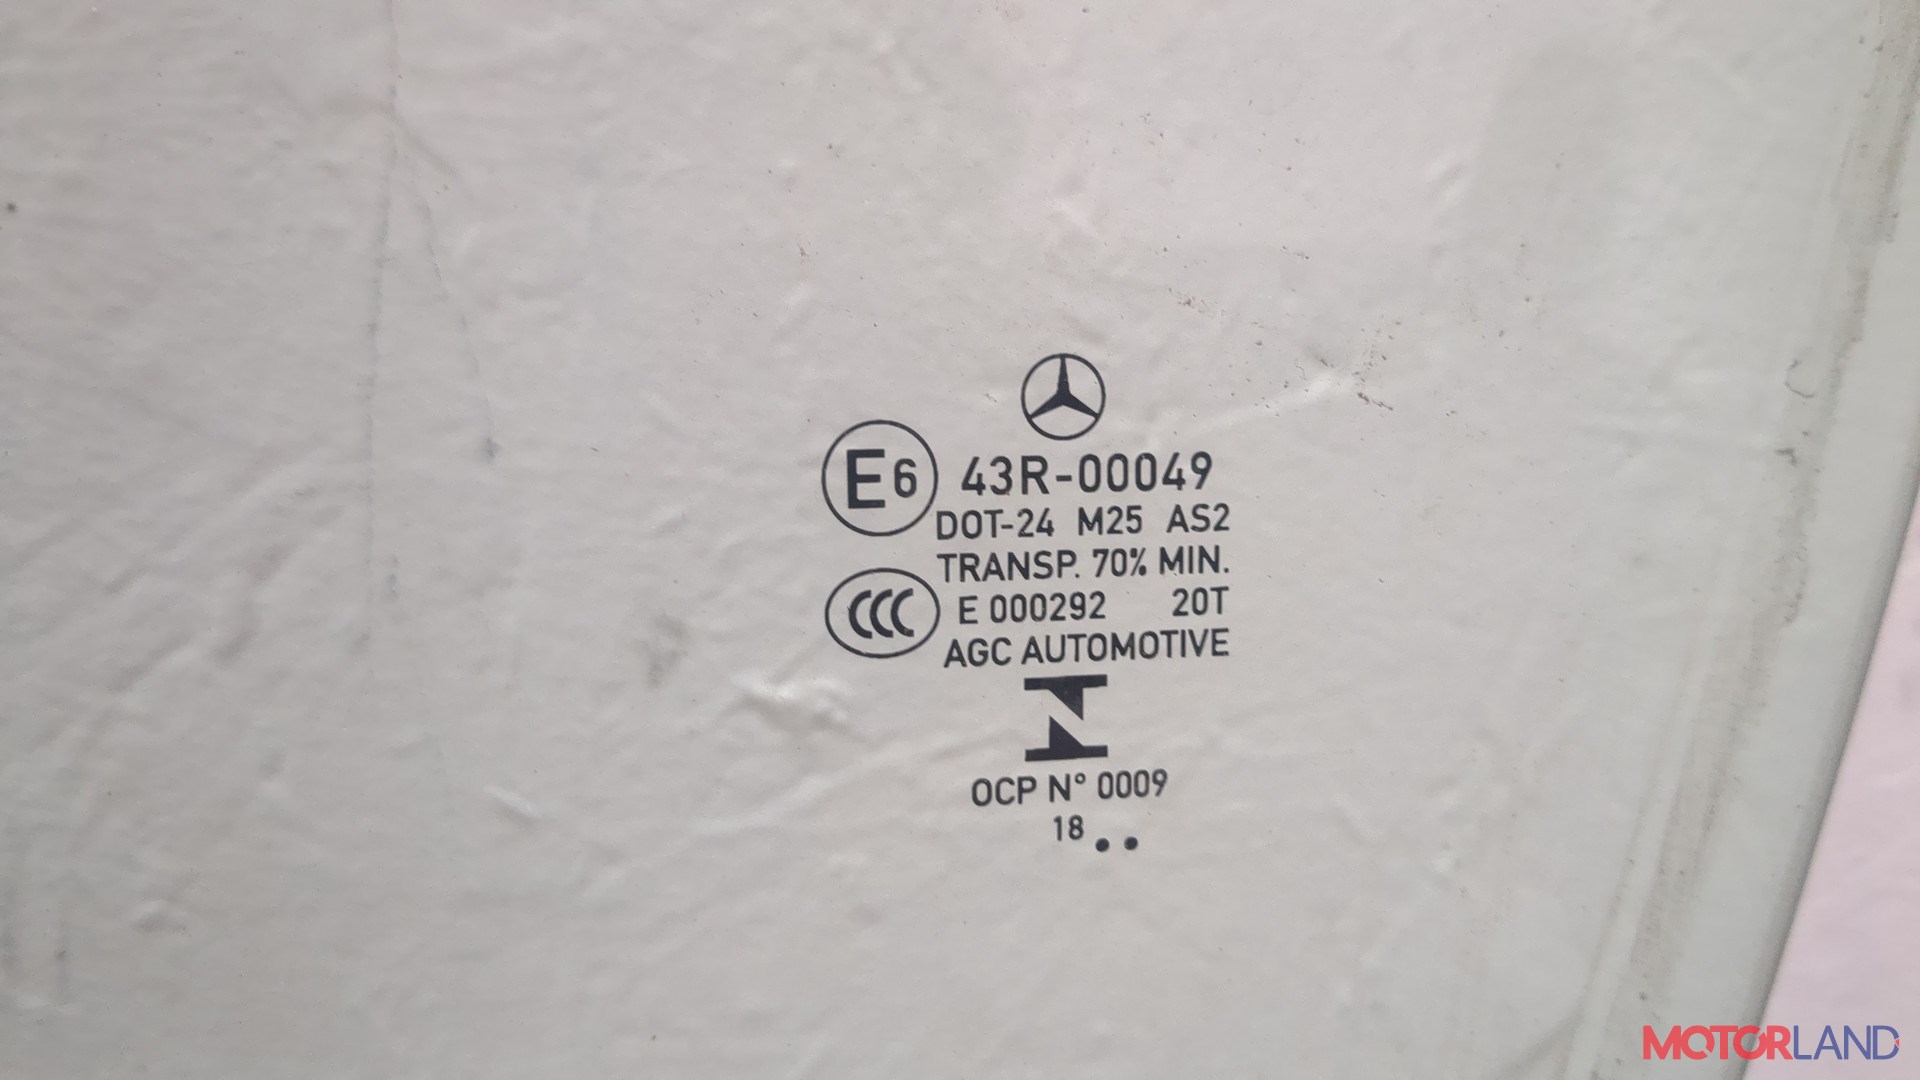 E6 43R-00049
DOT-24 M25 AS2
TRANSP. 70% MIN.
CCC E 000292 20T
AGC AUTOMOTIVE
OCP N° 0009
18 ..
MOTORLAND